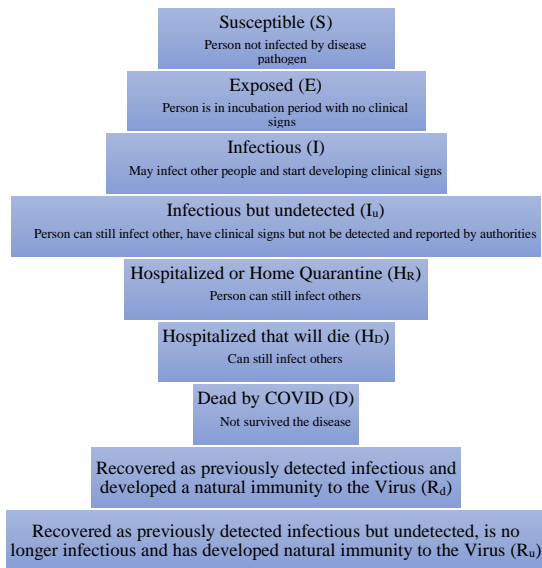 Susceptible (S)
Person not infected by disease
pathogen
Exposed (E)
Person is in incubation period with no clinical
signs
Infectious (I)
May infect other people and start developing clinical signs
Infectious but undetected (Iu)
Person can still infect other, have clinical signs but not be detected and reported by authorities
Hospitalized or Home Quarantine (HR)
Person can still infect others
Hospitalized that will die (HD)
Can still infect others
Dead by COVID (D)
Not survived the disease
Recovered as previously detected infectious and
developed a natural immunity to the Virus (Rd)
Recovered as previously detected infectious but undetected, is no
longer infectious and has developed natural immunity to the Virus (Ru)